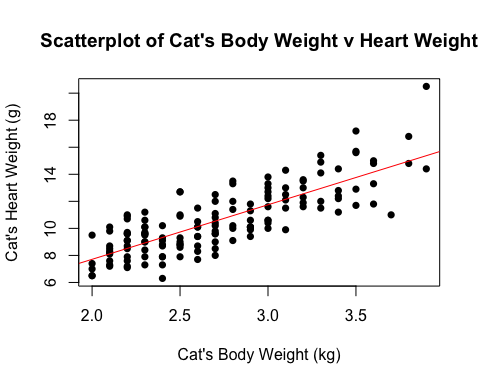 Scatterplot of Cat's Body Weight v Heart Weight
Cat's Heart Weight (g)
18
14
10
8
6
2.0 2.5 3.0 3.5
Cat's Body Weight (kg)